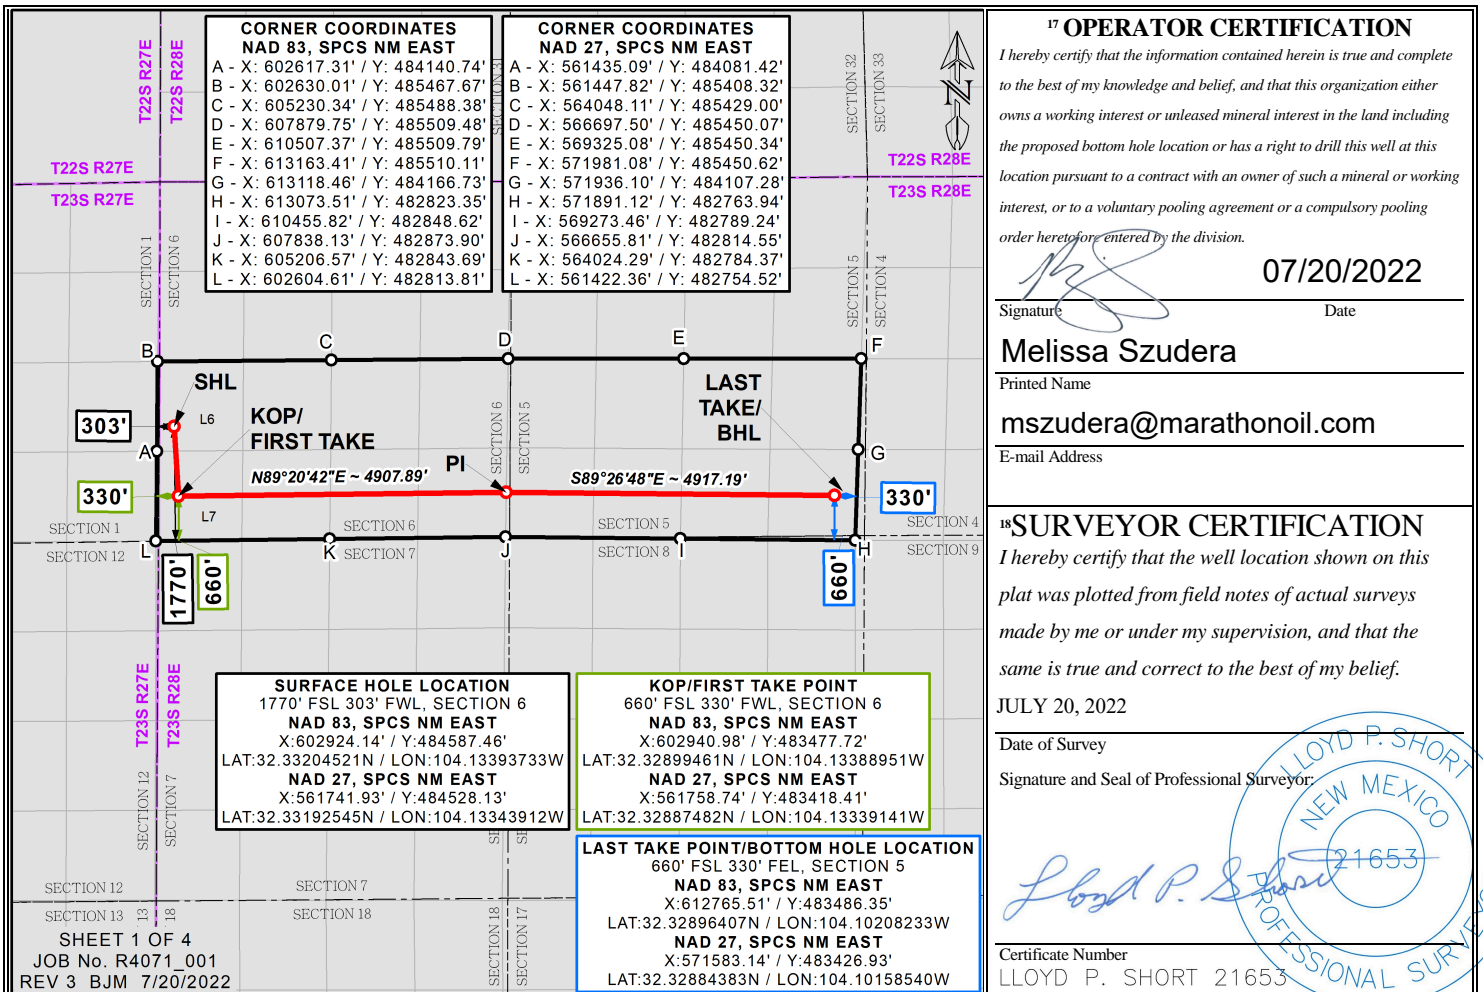 CORNER COORDINATES
NAD 83, SPCS NM EAST
A - X: 602617.31' / Y: 484140.74'
B - X: 602630.01' / Y: 485467.67'
C - X: 605230.34' / Y: 485488.38'
D - X: 607879.75' / Y: 485509.48'
E - X: 610507.37' / Y: 485509.79'
F - X: 613163.41' / Y: 485510.11'
G - X: 613118.46' / Y: 484166.73'
H - X: 613073.51' / Y: 482823.35'
I - X: 610455.82' / Y: 482848.62'
J - X: 607838.13' / Y: 482873.90'
K - X: 605206.57' / Y: 482843.69'
L - X: 602604.61' / Y: 482813.81'
CORNER COORDINATES
NAD 27, SPCS NM EAST
A - X: 561435.09' / Y: 484081.42'
B - X: 561447.82' / Y: 485408.32'
C - X: 564048.11' / Y: 485429.00'
D - X: 566697.50' / Y: 485450.07'
E - X: 569325.08' / Y: 485450.34'
F - X: 571981.08' / Y: 485450.62'
G - X: 571936.10' / Y: 484107.28'
H - X: 571891.12' / Y: 482763.94'
I - X: 569273.46' / Y: 482789.24'
J - X: 566655.81' / Y: 482814.55'
K - X: 564024.29' / Y: 482784.37'
L - X: 561422.36' / Y: 482754.52'
T22S R27E
T22S R28E
SECTION 31
SECTION 32
SECTION 33
N
T22S R27E
T23S R27E
T22S R28E
T23S R28E
SECTION 1
SECTION 6
SECTION 5
SECTION 4
B
C
D
E
F
SHL
L6
303'
KOP/
FIRST TAKE
LAST
TAKE/
BHL
SECTION 6
SECTION 5
A
G
PI
N89°20'42"E ~ 4907.89'
S89°26'48"E ~ 4917.19'
330'
330'
L7
SECTION 1
SECTION 12
SECTION 6
SECTION 7
SECTION 5
SECTION 8
SECTION 4
SECTION 9
L
K
J
I
H
1770'
660'
660'
T23S R27E
T23S R28E
SECTION 12
SECTION 7
SURFACE HOLE LOCATION
1770' FSL 303' FWL, SECTION 6
NAD 83, SPCS NM EAST
X:602924.14' / Y:484587.46'
LAT:32.33204521N / LON:104.13393733W
NAD 27, SPCS NM EAST
X:561741.93' / Y:484528.13'
LAT:32.33192545N / LON:104.13343912W
KOP/FIRST TAKE POINT
660' FSL 330' FWL, SECTION 6
NAD 83, SPCS NM EAST
X:602940.98' / Y:483477.72'
LAT:32.32899461N / LON:104.13388951W
NAD 27, SPCS NM EAST
X:561758.74' / Y:483418.41'
LAT:32.32887482N / LON:104.13339141W
LAST TAKE POINT/BOTTOM HOLE LOCATION
660' FSL 330' FEL, SECTION 5
NAD 83, SPCS NM EAST
X:612765.51' / Y:483486.35'
LAT:32.32896407N / LON:104.10208233W
NAD 27, SPCS NM EAST
X:571583.14' / Y:483426.93'
LAT:32.32884383N / LON:104.10158540W
SECTION 12
SECTION 13
SECTION 7
SECTION 18
13
18
SECTION 18
SECTION 17
SHEET 1 OF 4
JOB No. R4071_001
REV 3 BJM 7/20/2022
17 OPERATOR CERTIFICATION
I hereby certify that the information contained herein is true and complete
to the best of my knowledge and belief, and that this organization either
owns a working interest or unleased mineral interest in the land including
the proposed bottom hole location or has a right to drill this well at this
location pursuant to a contract with an owner of such a mineral or working
interest, or to a voluntary pooling agreement or a compulsory pooling
order heretofore entered by the division.
07/20/2022
Signature
Date
Melissa Szudera
Printed Name
mszudera@marathonoil.com
E-mail Address
18SURVEYOR CERTIFICATION
I hereby certify that the well location shown on this
plat was plotted from field notes of actual surveys
made by me or under my supervision, and that the
same is true and correct to the best of my belief.
JULY 20, 2022
Date of Survey
Signature and Seal of Professional Surveyor:
LLOYD P. SHORT
NEW MEXICO
21653
PROFESSIONAL SURVEY
Lloyd P. Short
Certificate Number
LLOYD P. SHORT 21653